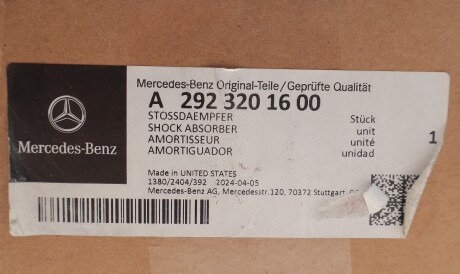 Mercedes-Benz Original-Teile/Geprüfte Qualität
A 292 320 16 00
STOSSDAEMPFER Stück
SHOCK ABSORBER unit
AMORTISSEUR unité
AMORTIGUADOR unidad
1
Mercedes-Benz
Made in UNITED STATES
1380/2404/392 2024-04-05
Mercedes-Benz AG, Mercedesstr.120, 70372 Stuttgart,